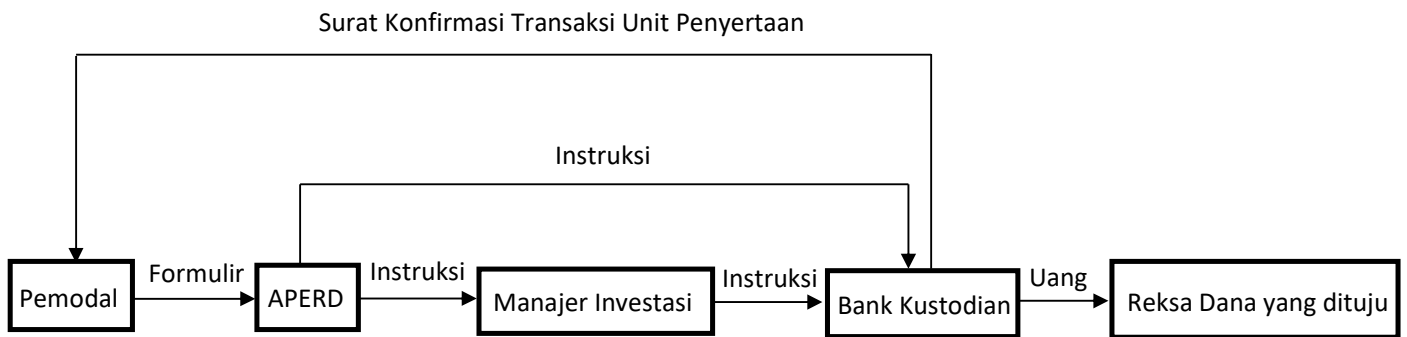 Surat Konfirmasi Transaksi Unit Penyertaan
Instruksi
Formulir
Instruksi
Instruksi
Uang
Pemodal
APERD
Manajer Investasi
Bank Kustodian
Reksa Dana yang dituju